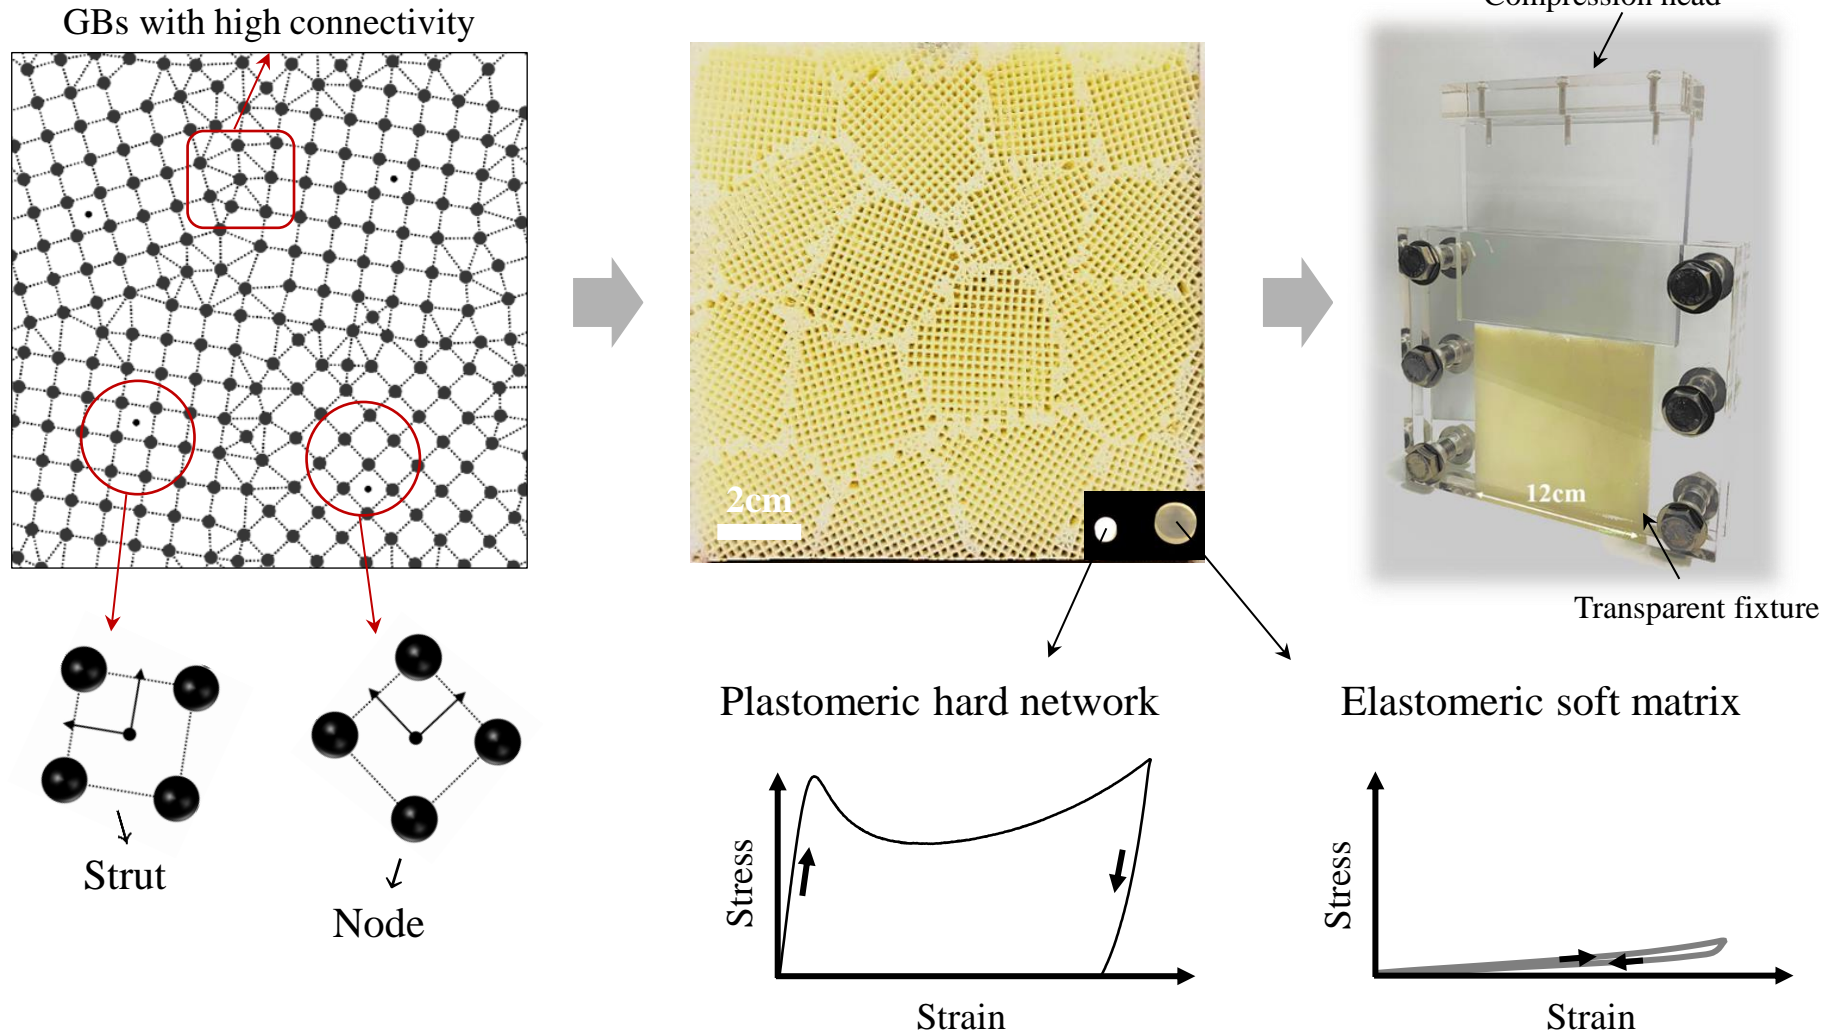 GBs with high connectivity
Compression head
2cm
12cm
Transparent fixture
Plastomeric hard network
Elastomeric soft matrix
Strut
Node
Stress
Strain
Stress
Strain